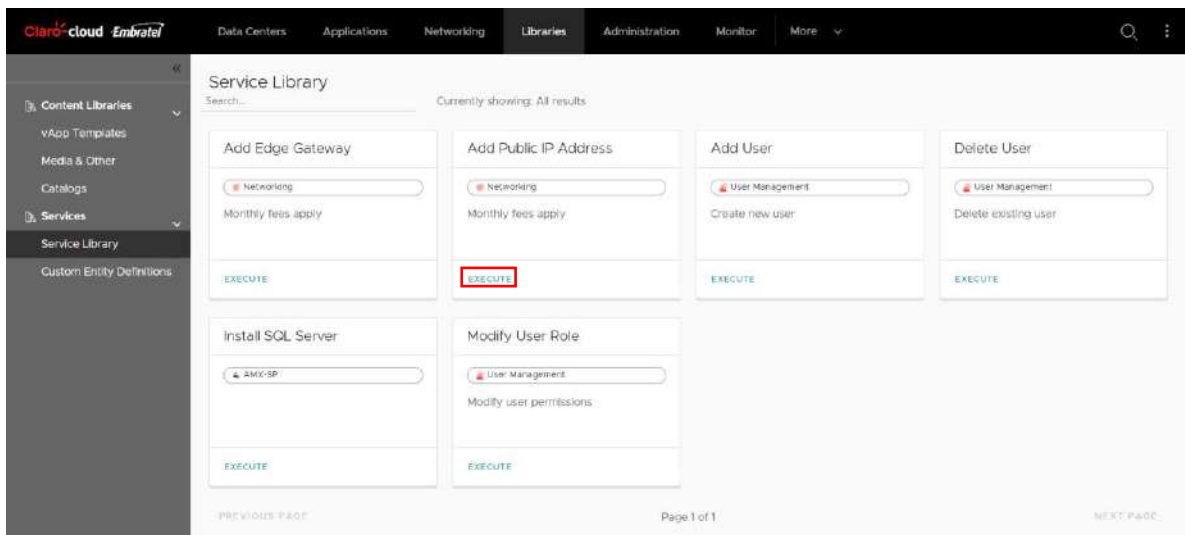 Claro-cloud Embratel
Data Centers Applications Networking Libraries Administration Monitor More
Content Libraries
vApp Templates
Media & Other
Catalogs
Services
Service Library
Custom Entity Definitions
Service Library
Search...
Currently showing: All results
Add Edge Gateway
Networking
Monthly fees apply
EXECUTE
Add Public IP Address
Networking
Monthly fees apply
EXECUTE
Add User
User Management
Create new user
EXECUTE
Delete User
User Management
Delete existing user
EXECUTE
Install SQL Server
AMX-SP
EXECUTE
Modify User Role
User Management
Modify user permissions
EXECUTE
PREVIOUS PAGE
Page 1 of 1
NEXT PAGE